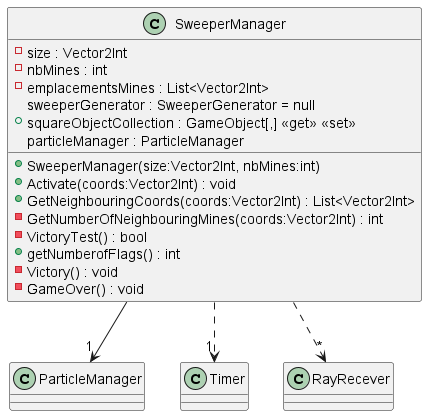 C SweeperManager
size : Vector2Int
nbMines : int
emplacementsMines : List<Vector2Int>
sweeperGenerator : SweeperGenerator = null
squareObjectCollection : GameObject[,] «get» «set»
particleManager : ParticleManager
SweeperManager(size:Vector2Int, nbMines:int)
Activate(coords:Vector2Int) : void
GetNeighbouringCoords(coords:Vector2Int) : List<Vector2Int>
GetNumberOfNeighbouringMines(coords:Vector2Int) : int
VictoryTest() : bool
getNumberofFlags() : int
Victory() : void
GameOver() : void
1
1
*
C ParticleManager
C Timer
C RayRecever